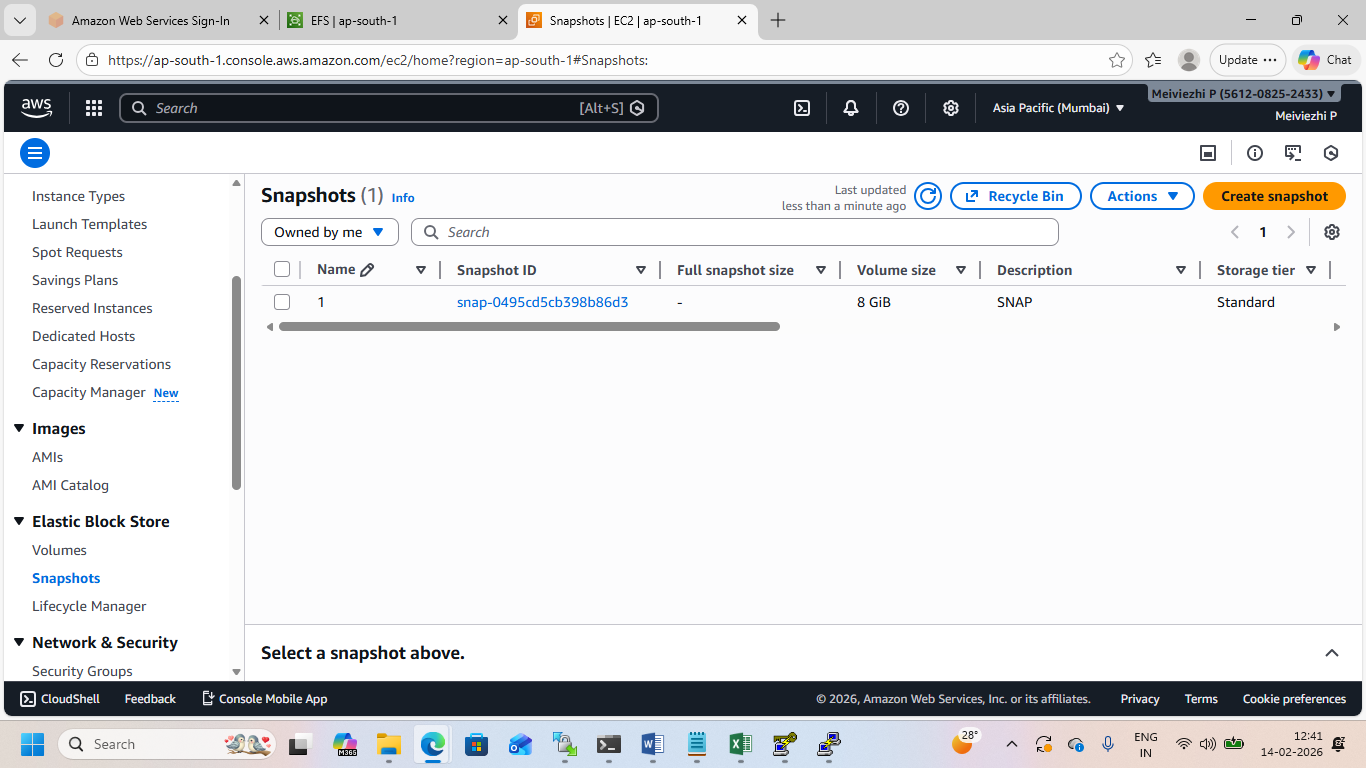 Amazon Web Services Sign-In
EFS | ap-south-1
Snapshots | EC2 | ap-south-1
https://ap-south-1.console.aws.amazon.com/ec2/home?region=ap-south-1#Snapshots:
Update
Chat
aws
Search
[Alt+S]
Asia Pacific (Mumbai)
Meiviezhi P (5612-0825-2433)
Meiviezhi P
Instance Types
Launch Templates
Spot Requests
Savings Plans
Reserved Instances
Dedicated Hosts
Capacity Reservations
Capacity Manager New
Images
AMIs
AMI Catalog
Elastic Block Store
Volumes
Snapshots
Lifecycle Manager
Network & Security
Security Groups
Snapshots (1) Info
Last updated
less than a minute ago
Recycle Bin
Actions
Create snapshot
Owned by me
Search
1
Name Snapshot ID Full snapshot size Volume size Description Storage tier
1 snap-0495cd5cb398b86d3 - 8 GiB SNAP Standard
Select a snapshot above.
CloudShell Feedback Console Mobile App © 2026, Amazon Web Services, Inc. or its affiliates. Privacy Terms Cookie preferences
Search
M365
28°
ENG
IN
12:41
14-02-2026